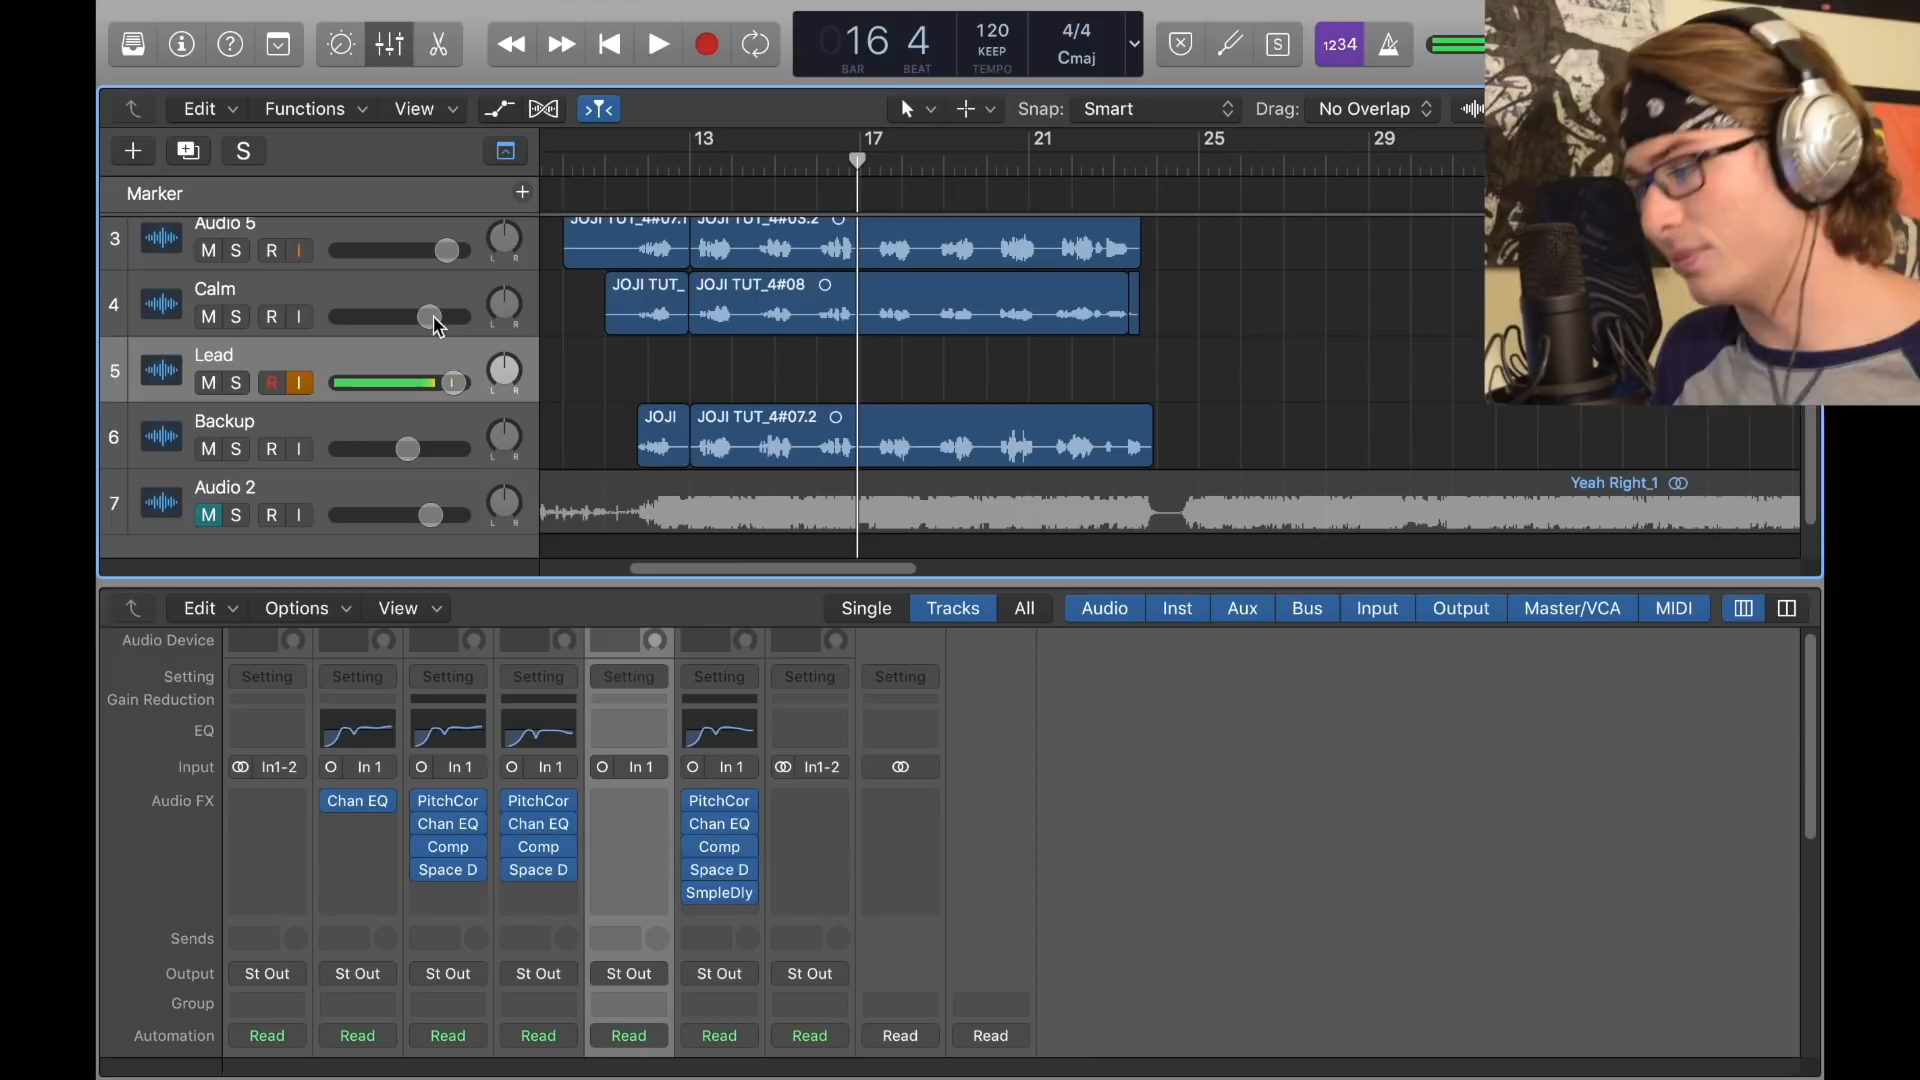 16 4
BAR BEAT
120
KEEP
TEMPO
4/4
Cmaj
S
1234
Edit
Functions
View
Snap: Smart
Drag: No Overlap
S
13
17
21
25
29
Marker
3
Audio 5
M S R I
L R
JOJI TUT_4#07.1
JOJI TUT_4#03.2
4
Calm
M S R I
L R
JOJI TUT_
JOJI TUT_4#08
5
Lead
M S R I
L R
6
Backup
M S R I
L R
JOJI
JOJI TUT_4#07.2
7
Audio 2
M S R I
L R
Yeah Right_1
Edit
Options
View
Single
Tracks
All
Audio
Inst
Aux
Bus
Input
Output
Master/VCA
MIDI
Audio Device
Setting Setting Setting Setting Setting Setting Setting Setting Setting
Gain Reduction
EQ
Input In1-2 In 1 In 1 In 1 In 1 In 1 In1-2
Audio FX Chan EQ PitchCor PitchCor PitchCor
Chan EQ Chan EQ Chan EQ
Comp Comp Comp
Space D Space D Space D
SmpleDly
Sends
Output St Out St Out St Out St Out St Out St Out St Out
Group
Automation Read Read Read Read Read Read Read Read Read